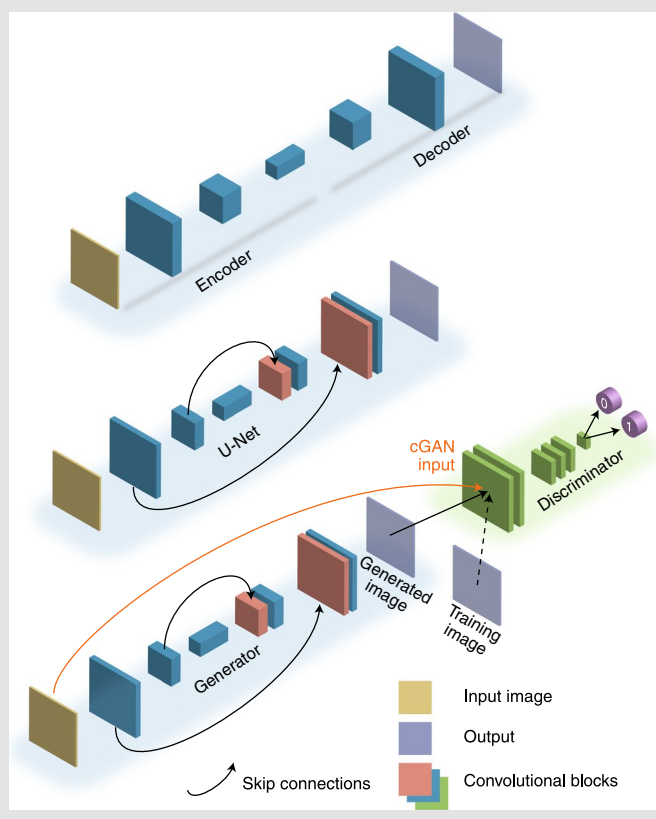 Encoder
Decoder
U-Net
cGAN
input
0
1
Discriminator
Generated
image
Training
image
Generator
Input image
Output
Skip connections
Convolutional blocks